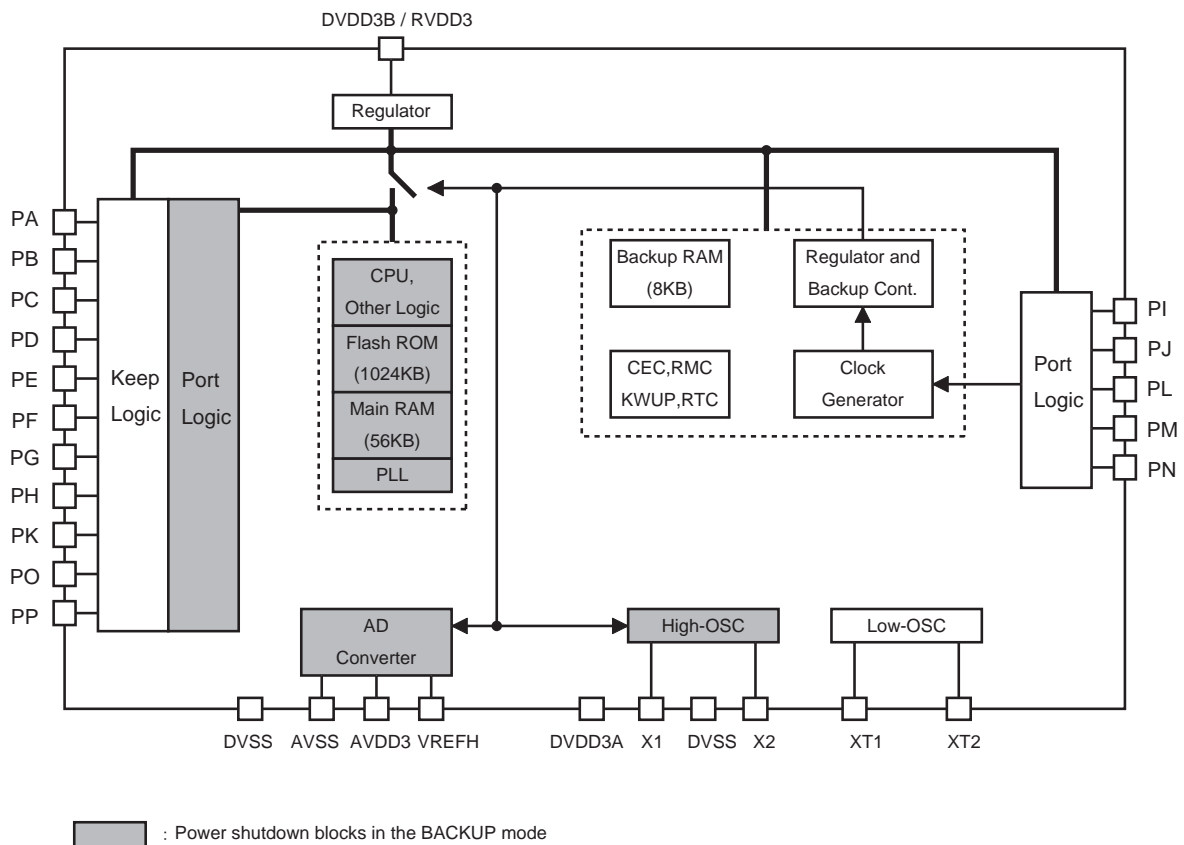 DVDD3B / RVDD3
Regulator
PA
PB
PC
PD
PE
PF
PG
PH
PK
PO
PP
Keep
Logic
Port
Logic
CPU,
Other Logic
Flash ROM
(1024KB)
Main RAM
(56KB)
PLL
Backup RAM
(8KB)
Regulator and
Backup Cont.
CEC,RMC
KWUP,RTC
Clock
Generator
Port
Logic
PI
PJ
PL
PM
PN
AD
Converter
High-OSC
Low-OSC
DVSS
AVSS
AVDD3
VREFH
DVDD3A
X1
DVSS
X2
XT1
XT2
: Power shutdown blocks in the BACKUP mode